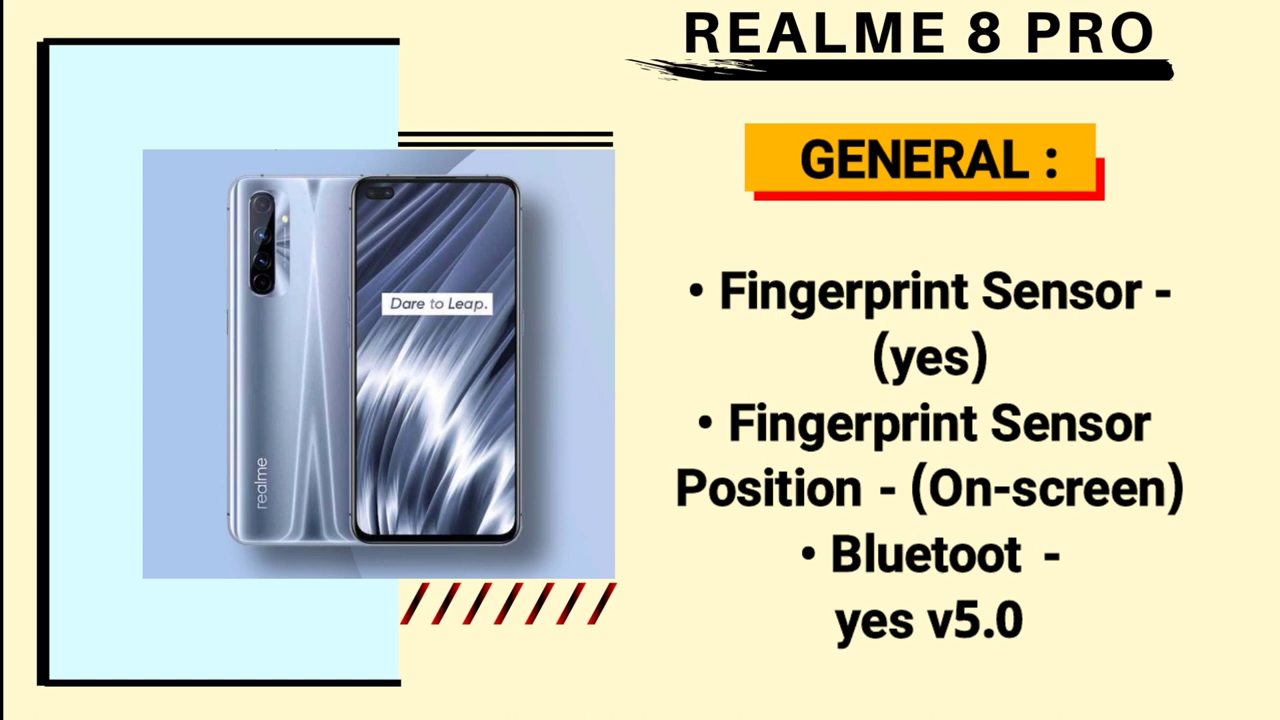 REALME 8 PRO
GENERAL :
• Fingerprint Sensor -
(yes)
• Fingerprint Sensor
Position - (On-screen)
• Bluetoot -
yes v5.0
Dare to Leap.
realme